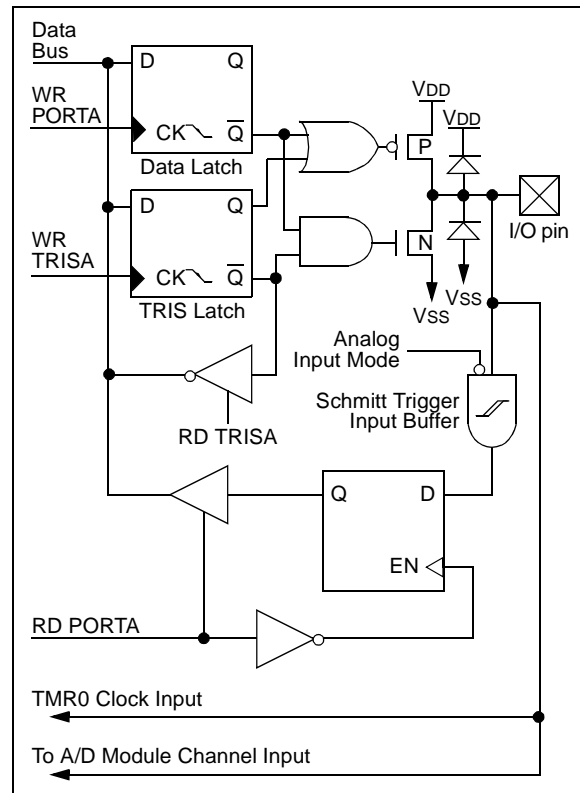 Data
Bus
D
Q
VDD
WR
PORTA
VDD
CK
Q
P
Data Latch
D
Q
I/O pin
WR
TRISA
N
CK
Q
VSS
TRIS Latch
VSS
Analog
Input Mode
Schmitt Trigger
Input Buffer
RD TRISA
Q
D
EN
RD PORTA
TMR0 Clock Input
To A/D Module Channel Input